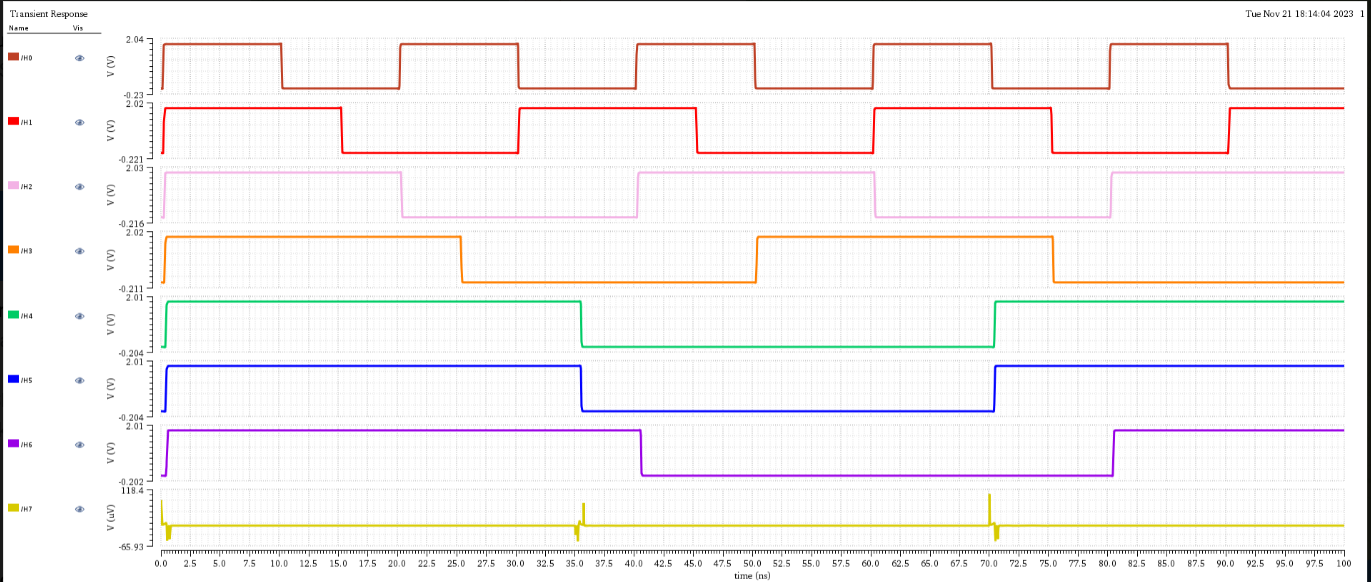 Transient Response
Tue Nov 21 18:14:04 2023 1
Name Vis
/H0
V (V)
2.04
-0.23
/H1
V (V)
2.02
-0.221
/H2
V (V)
2.03
-0.216
/H3
V (V)
2.02
-0.211
/H4
V (V)
2.01
-0.204
/H5
V (V)
2.01
-0.204
/H6
V (V)
2.01
-0.202
/H7
V (uV)
118.4
-65.93
0.0 2.5 5.0 7.5 10.0 12.5 15.0 17.5 20.0 22.5 25.0 27.5 30.0 32.5 35.0 37.5 40.0 42.5 45.0 47.5 50.0 52.5 55.0 57.5 60.0 62.5 65.0 67.5 70.0 72.5 75.0 77.5 80.0 82.5 85.0 87.5 90.0 92.5 95.0 97.5 100
time (ns)